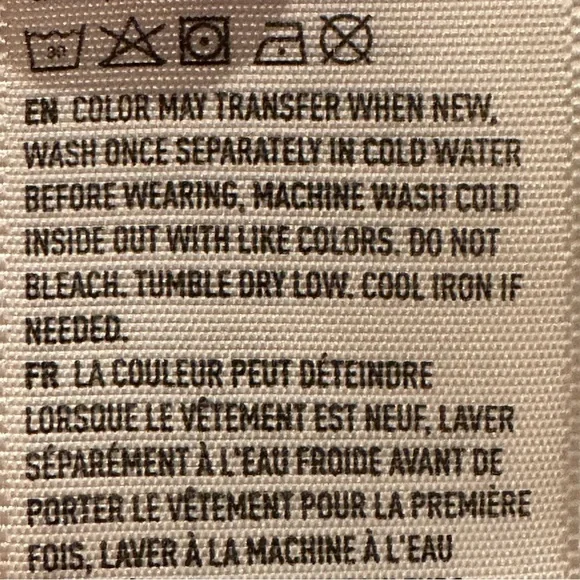 30
EN COLOR MAY TRANSFER WHEN NEW,
WASH ONCE SEPARATELY IN COLD WATER
BEFORE WEARING, MACHINE WASH COLD
INSIDE OUT WITH LIKE COLORS. DO NOT
BLEACH. TUMBLE DRY LOW. COOL IRON IF
NEEDED.
FR LA COULEUR PEUT DÉTEINDRE
LORSQUE LE VÊTEMENT EST NEUF, LAVER
SÉPARÉMENT À L'EAU FROIDE AVANT DE
PORTER LE VÊTEMENT POUR LA PREMIÈRE
FOIS, LAVER À LA MACHINE À L'EAU